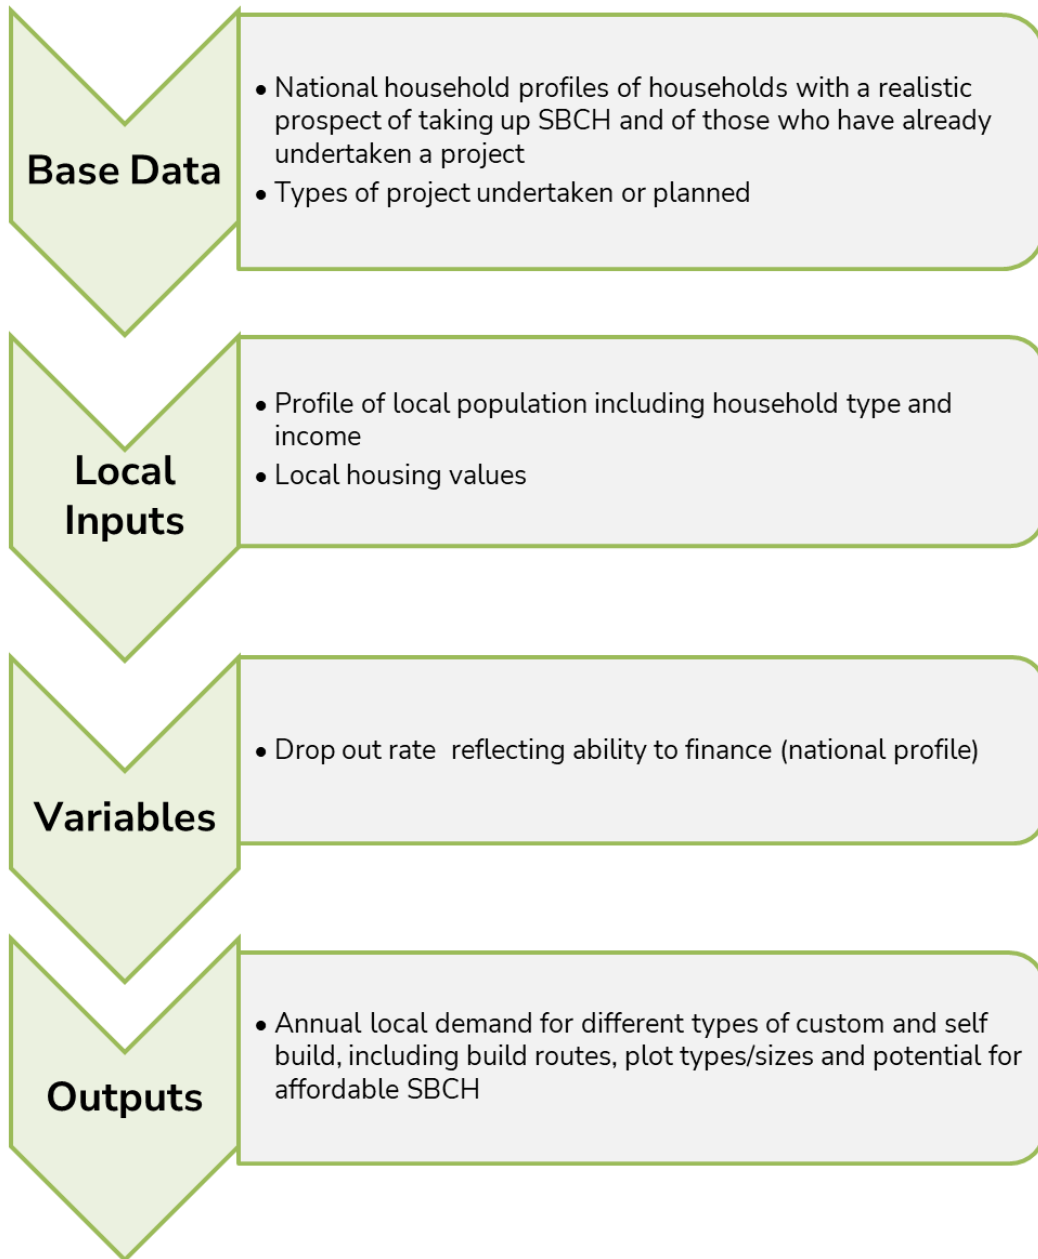 Base Data
• National household profiles of households with a realistic
prospect of taking up SBCH and of those who have already
undertaken a project
• Types of project undertaken or planned
Local
Inputs
• Profile of local population including household type and
income
• Local housing values
Variables
• Drop out rate  reflecting ability to finance (national profile)
Outputs
• Annual local demand for different types of custom and self
build, including build routes, plot types/sizes and potential for
affordable SBCH